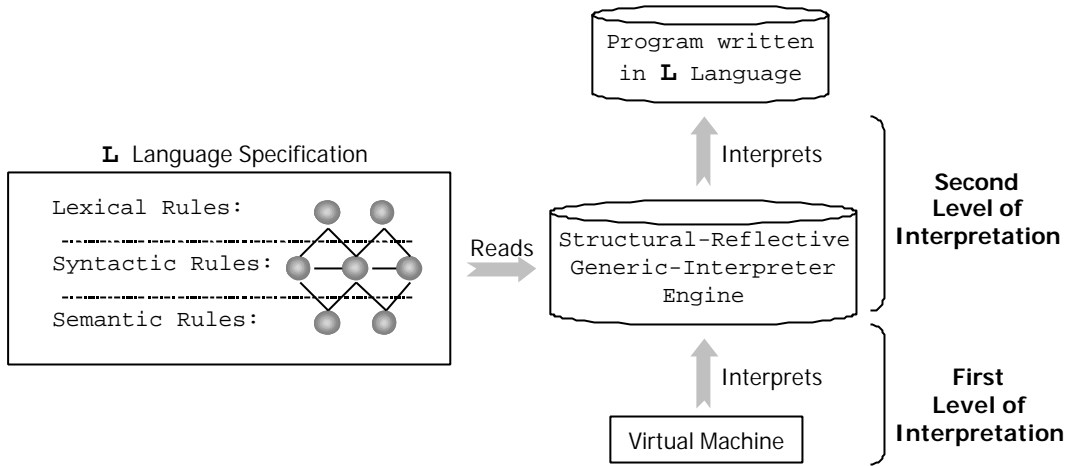 Program written
in L Language
Interprets
L Language Specification
Lexical Rules:
Syntactic Rules:
Semantic Rules:
Reads
Structural-Reflective
Generic-Interpreter
Engine
Second
Level of
Interpretation
Interprets
Virtual Machine
First
Level of
Interpretation